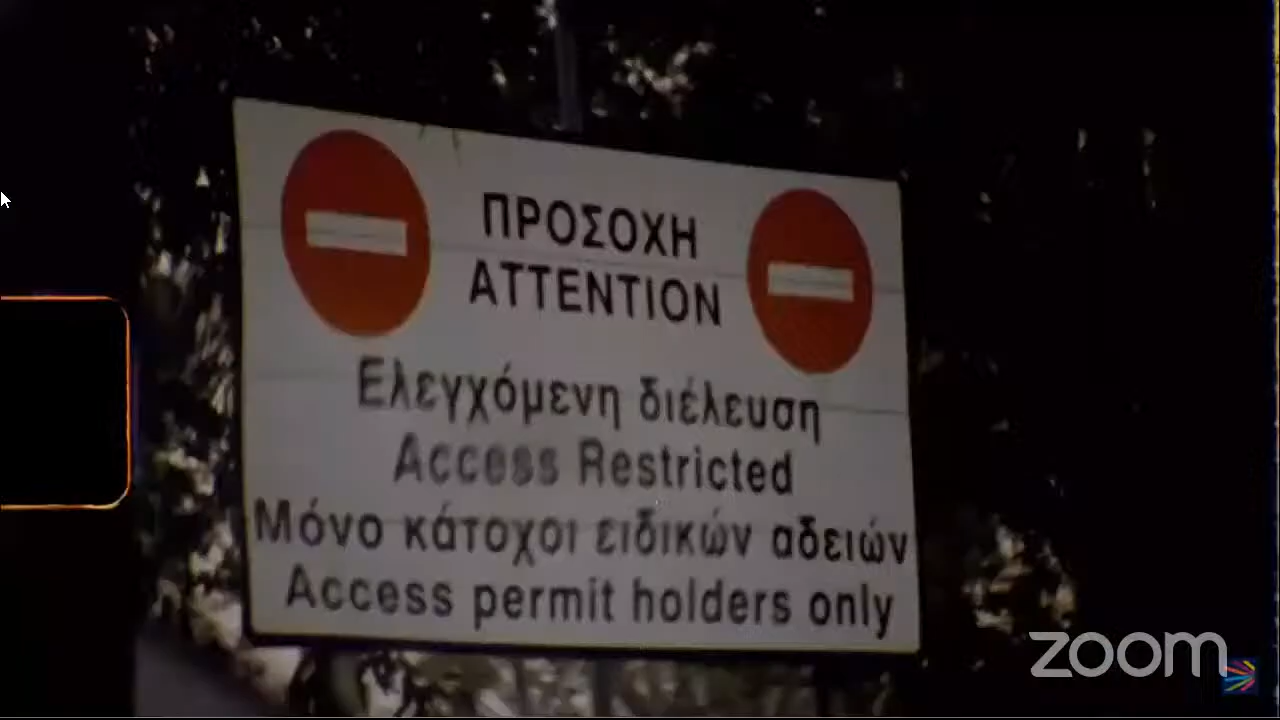 ΠΡΟΣΟΧΗ
ATTENTION
Ελεγχόμενη διέλευση
Access Restricted
Μόνο κάτοχοι ειδικών αδειών
Access permit holders only
zoom